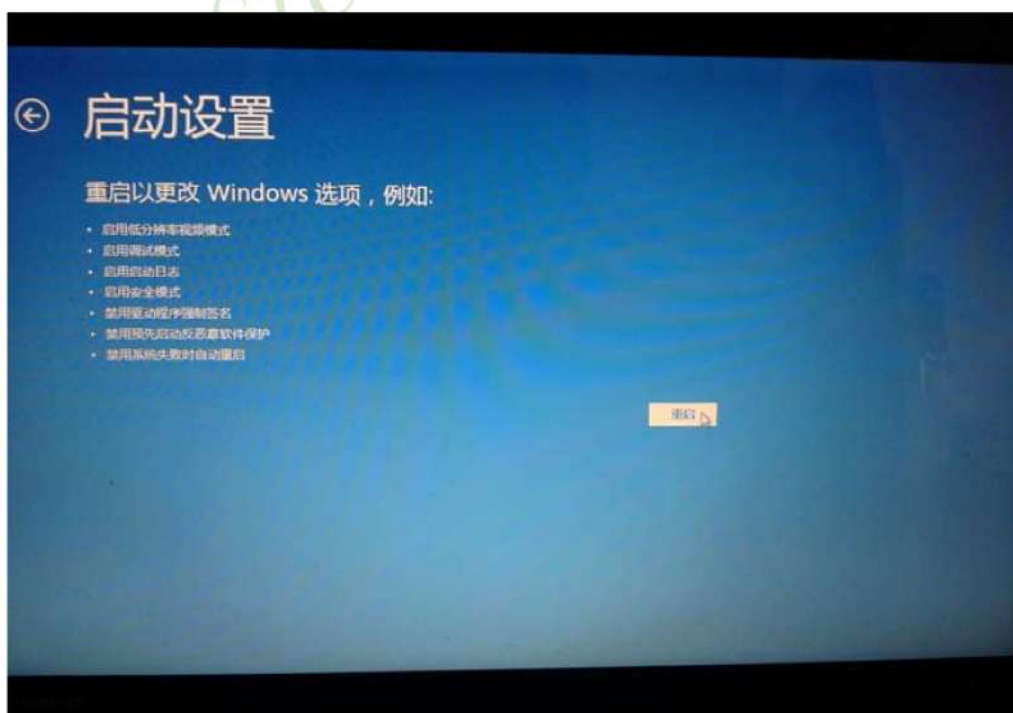 启动设置
重启以更改 Windows 选项，例如:
• 启用低分辨率视频模式
• 启用调试模式
• 启用启动日志
• 启用安全模式
• 禁用驱动程序强制签名
• 禁用预先启动反恶意软件保护
• 禁用系统失败时自动重启
重启